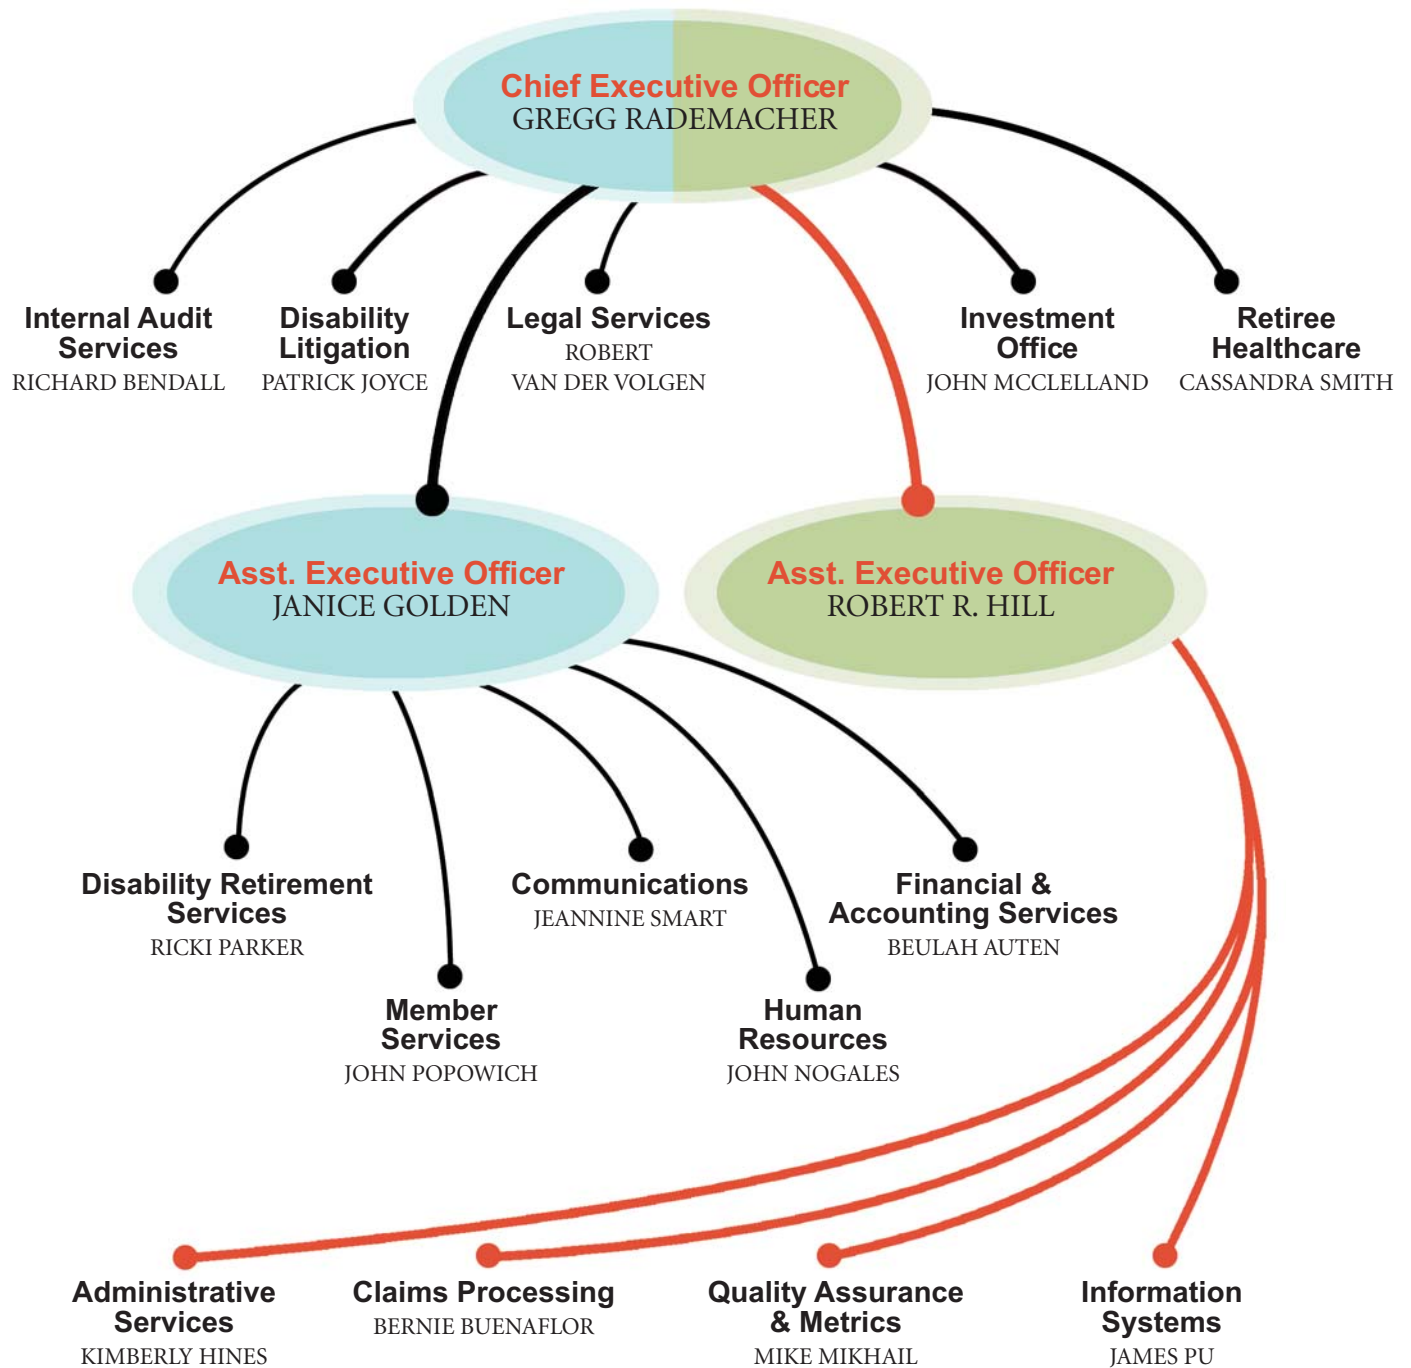 Chief Executive Officer
GREGG RADEMACHER
Internal Audit
Services
RICHARD BENDALL
Disability
Litigation
PATRICK JOYCE
Legal Services
ROBERT
VAN DER VOLGEN
Investment
Office
JOHN MCCLELLAND
Retiree
Healthcare
CASSANDRA SMITH
Asst. Executive Officer
JANICE GOLDEN
Asst. Executive Officer
ROBERT R. HILL
Disability Retirement
Services
RICKI PARKER
Communications
JEANNINE SMART
Financial &
Accounting Services
BEULAH AUTEN
Member
Services
JOHN POPOWICH
Human
Resources
JOHN NOGALES
Administrative
Services
KIMBERLY HINES
Claims Processing
BERNIE BUENAFLOR
Quality Assurance
& Metrics
MIKE MIKHAIL
Information
Systems
JAMES PU